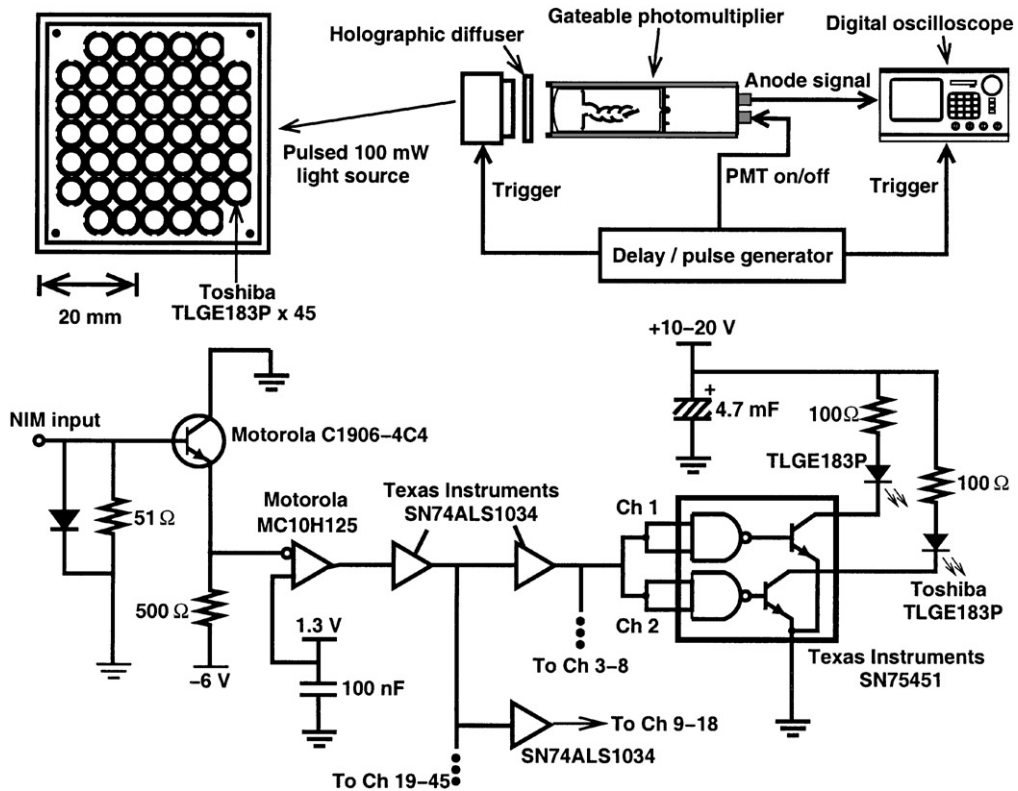 Gateable photomultiplier
Digital oscilloscope
Holographic diffuser
Anode signal
Pulsed 100 mW
light source
Trigger
PMT on/off
Trigger
Delay / pulse generator
Toshiba
TLGE183P x 45
20 mm
+10−20 V
+
4.7 mF
100Ω
NIM input
Motorola C1906−4C4
TLGE183P
100 Ω
51 Ω
Motorola
MC10H125
Texas Instruments
SN74ALS1034
Ch 1
500 Ω
Ch 2
Toshiba
TLGE183P
1.3 V
−6 V
100 nF
To Ch 3−8
Texas Instruments
SN75451
To Ch 9−18
SN74ALS1034
To Ch 19−45